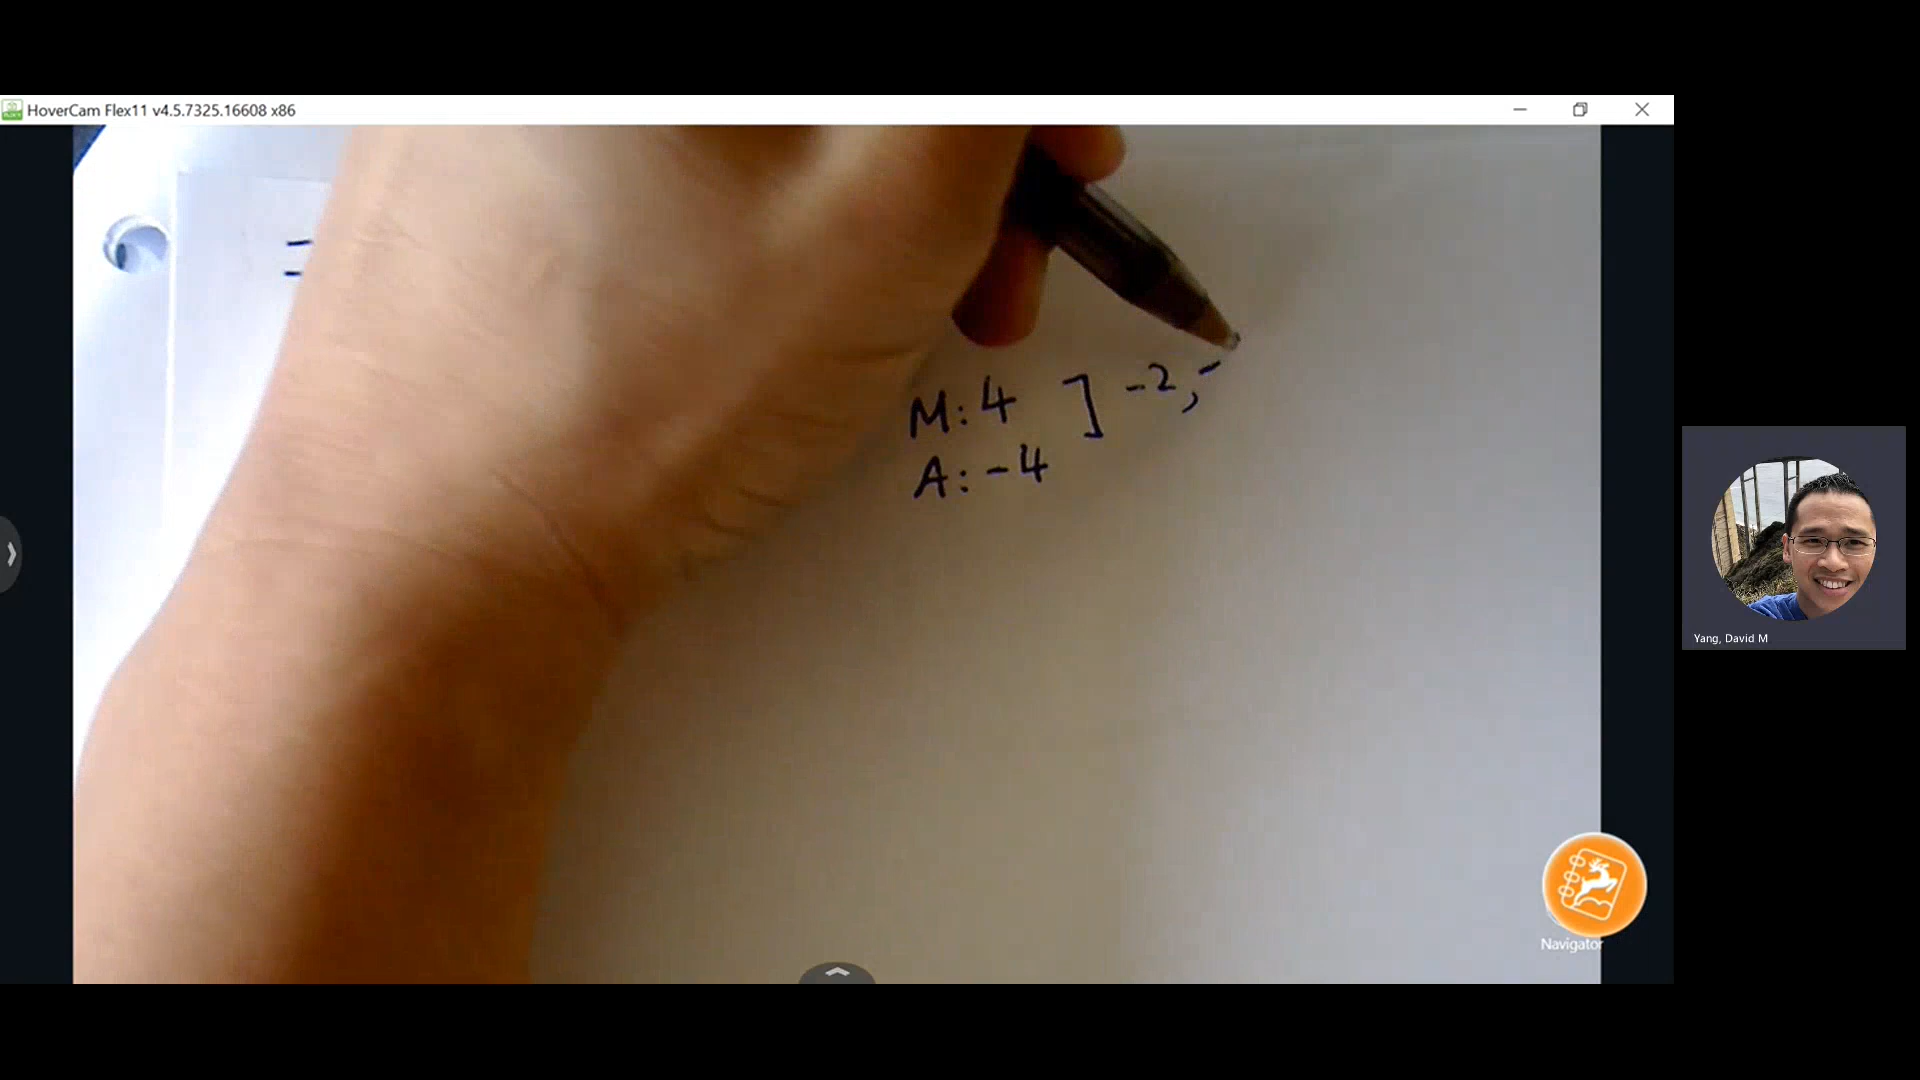 HoverCam Flex11 v4.5.7325.16608 x86
=
M: 4 ] -2, -
A: -4
Yang, David M
Navigator